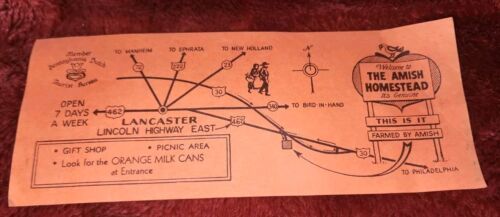 Member
Pennsylvania Dutch
Tourist Bureau
TO MANHEIM
TO EPHRATA
TO NEW HOLLAND
72
222
23
N
30
OPEN
7 DAYS
A WEEK
462
340
TO BIRD-IN-HAND
LANCASTER
LINCOLN HIGHWAY EAST
462
30
TO PHILADELPHIA
• GIFT SHOP
• PICNIC AREA
• Look for the ORANGE MILK CANS
at Entrance
Welcome to
THE AMISH
HOMESTEAD
It's Genuine
THIS IS IT
FARMED BY AMISH